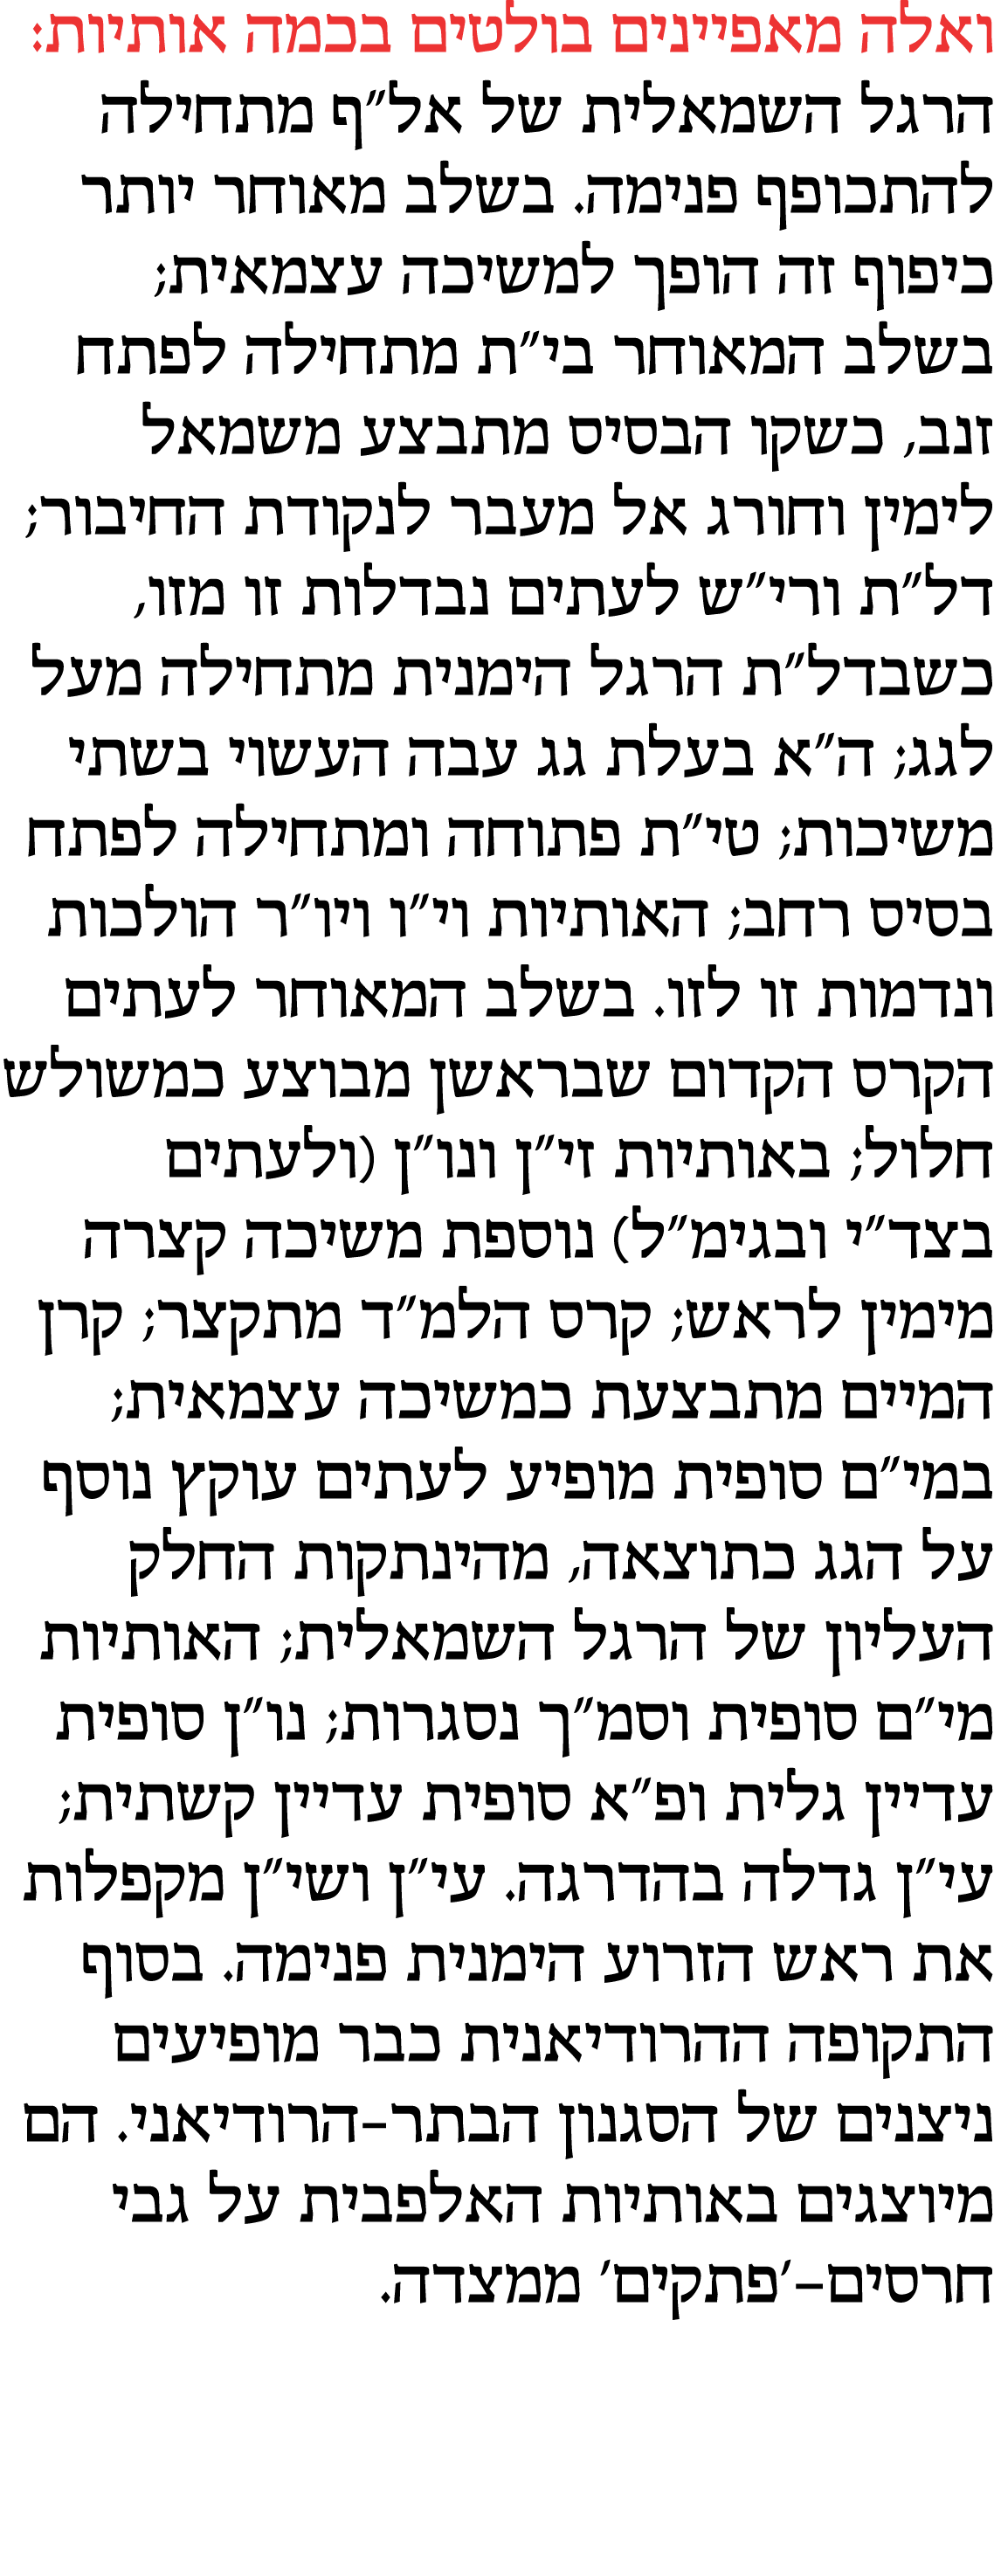 ואלה מאפיינים בולטים בכמה אותיות:
הרגל השמאלית של אל״ף מתחילה
להתכופף פנימה. בשלב מאוחר יותר
כיפוף זה הופך למשיכה עצמאית;
בשלב המאוחר בי״ת מתחילה לפתח
זנב, כשקו הבסיס מתבצע משמאל
לימין וחורג אל מעבר לנקודת החיבור;
דל״ת ורי״ש לעתים נבדלות זו מזו,
כשבדל״ת הרגל הימנית מתחילה מעל
לגג; ה״א בעלת גג עבה העשוי בשתי
משיכות; טי״ת פתוחה ומתחילה לפתח
בסיס רחב; האותיות וי״ו ויו״ר הולכות
ונדמות זו לזו. בשלב המאוחר לעתים
הקרס הקדום שבראשן מבוצע כמשולש
חלול; באותיות זי״ן ונו״ן (ולעתים
בצד״י ובגימ״ל) נוספת משיכה קצרה
מימין לראש; קרס הלמ״ד מתקצר; קרן
המיים מתבצעת כמשיכה עצמאית;
במי״ם סופית מופיע לעתים עוקץ נוסף
על הגג כתוצאה, מהינתקות החלק
העליון של הרגל השמאלית; האותיות
מי״ם סופית וסמ״ך נסגרות; נו״ן סופית
עדיין גלית ופ״א סופית עדיין קשתית;
עי״ן גדלה בהדרגה. עי״ן ושי״ן מקפלות
את ראש הזרוע הימנית פנימה. בסוף
התקופה ההרודיאנית כבר מופיעים
ניצנים של הסגנון הבתר-הרודיאני. הם
מיוצגים באותיות האלפבית על גבי
חרסים-'פתקים' ממצדה.